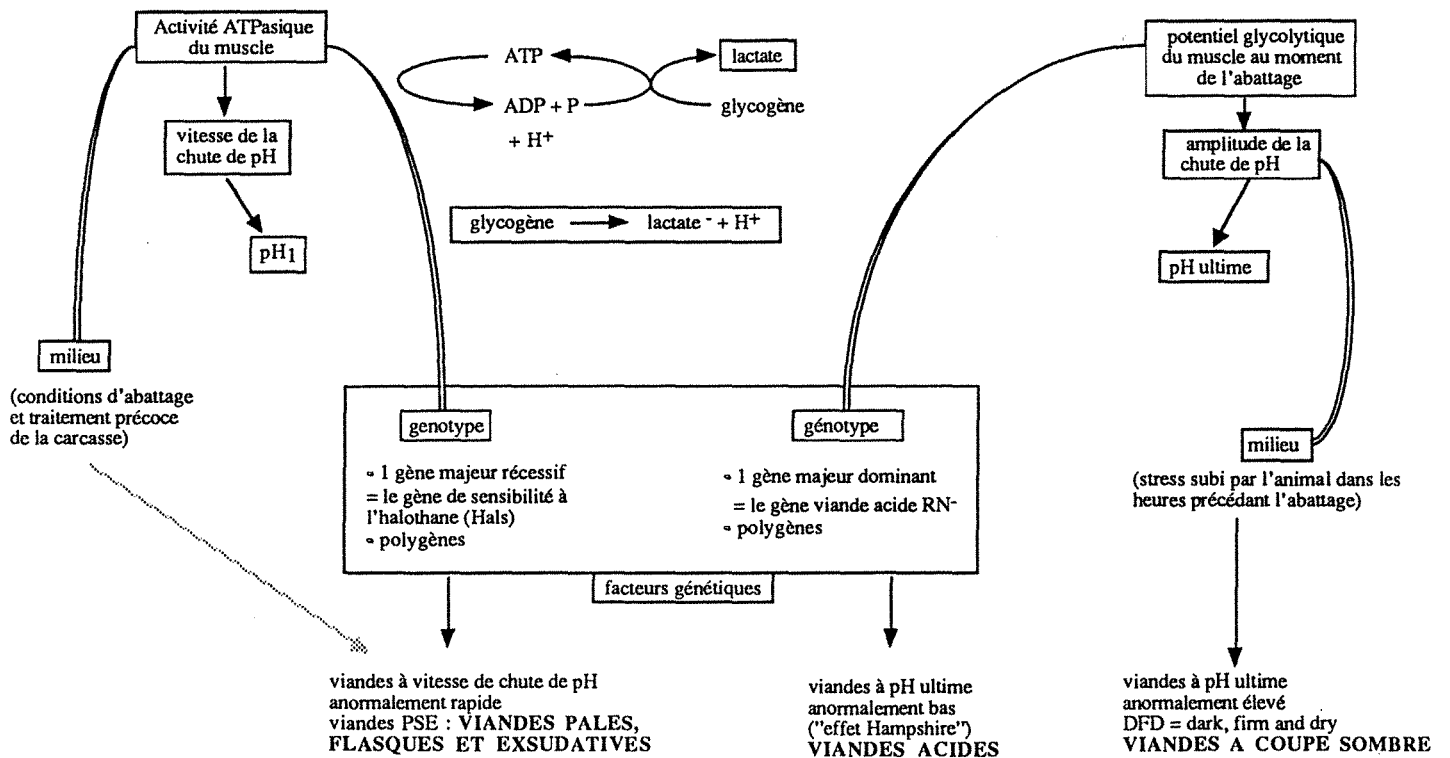 Activité ATPasique
du muscle
vitesse de la
chute de pH
pH1
milieu
(conditions d'abattage
et traitement précoce
de la carcasse)
ATP
lactate
ADP + P
glycogène
+ H+
glycogène lactate - + H+
potentiel glycolytique
du muscle au moment
de l'abattage
amplitude de la
chute de pH
pH ultime
milieu
(stress subi par l'animal dans les
heures précédant l'abattage)
genotype
- 1 gène majeur récessif
= le gène de sensibilité à
l'halothane (Hals)
- polygènes
génotype
- 1 gène majeur dominant
= le gène viande acide RN-
- polygènes
facteurs génétiques
viandes à vitesse de chute de pH
anormalement rapide
viandes PSE : VIANDES PALES,
FLASQUES ET EXSUDATIVES
viandes à pH ultime
anormalement bas
("effet Hampshire")
VIANDES ACIDES
viandes à pH ultime
anormalement élevé
DFD = dark, firm and dry
VIANDES A COUPE SOMBRE